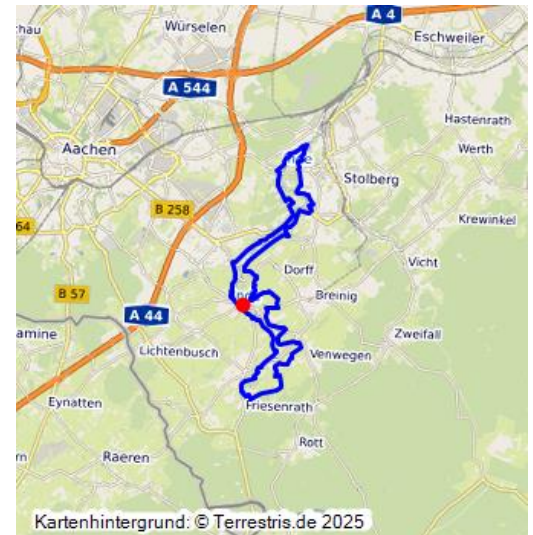 Würselen
A 4
Eschweiler
A 544
Hastenrath
Aachen
Werth
Stolberg
B 258
Krewinkel
64
Dorff
Vicht
B 57
Breinig
A 44
Zweifall
Lichtenbusch
Venwegen
Eynatten
Friesenrath
Rott
Raeren
Kartenhintergrund: © Terrestris.de 2025